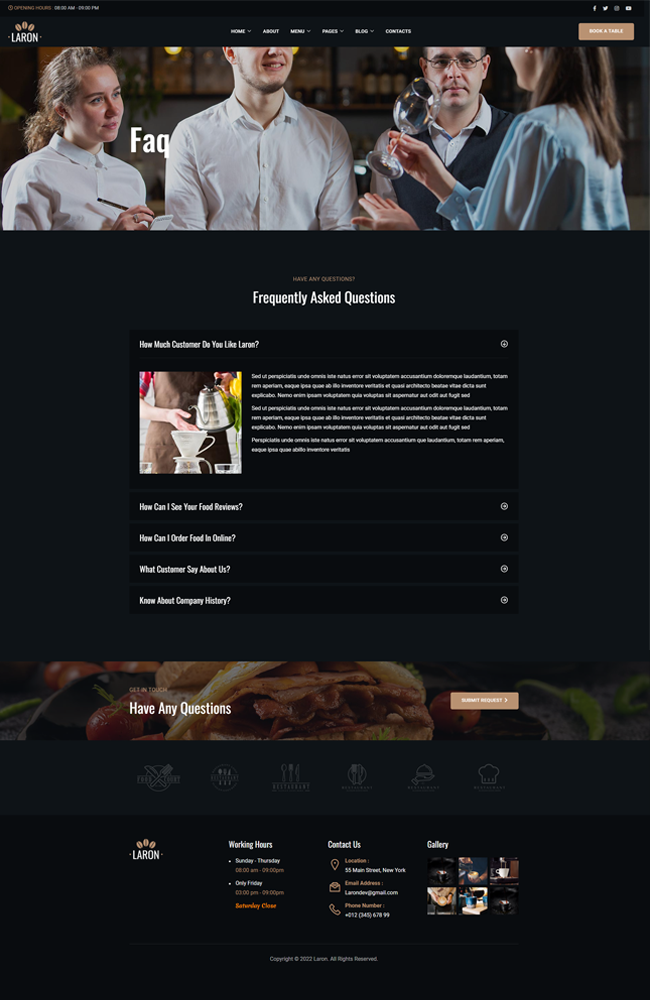 OPENING HOURS: 08:00 AM - 09:00 PM
LARON
HOME ABOUT MENU PAGES BLOG CONTACTS
BOOK A TABLE
Faq
HAVE ANY QUESTIONS?
Frequently Asked Questions
How Much Customer Do You Like Laron?
Sed ut perspiciatis unde omnis iste natus error sit voluptatem accusantium doloremque laudantium, totam
rem aperiam, eaque ipsa quae ab illo inventore veritatis et quasi architecto beatae vitae dicta sunt
explicabo. Nemo enim ipsam voluptatem quia voluptas sit aspernatur aut odit aut fugit sed
Sed ut perspiciatis unde omnis iste natus error sit voluptatem accusantium doloremque laudantium, totam
rem aperiam, eaque ipsa quae ab illo inventore veritatis et quasi architecto beatae vitae dicta sunt
explicabo. Nemo enim ipsam voluptatem quia voluptas sit aspernatur aut odit aut fugit sed
Perspiciatis unde omnis iste natus error sit voluptatem accusantium que laudantium, totam rem aperiam,
eaque ipsa quae abillo inventore veritatis
How Can I See Your Food Reviews?
How Can I Order Food In Online?
What Customer Say About Us?
Know About Company History?
GET IN TOUCH
Have Any Questions
SUBMIT REQUEST
RESTAURANT
LARON
Working Hours
Sunday - Thursday
08:00 am - 09:00pm
Only Friday
03:00 pm - 09:00pm
Saturday Close
Contact Us
Location :
55 Main Street, New York
Email Address :
Larondev@gmail.com
Phone Number :
+012 (345) 678 99
Gallery
Copyright © 2022 Laron. All Rights Reserved.